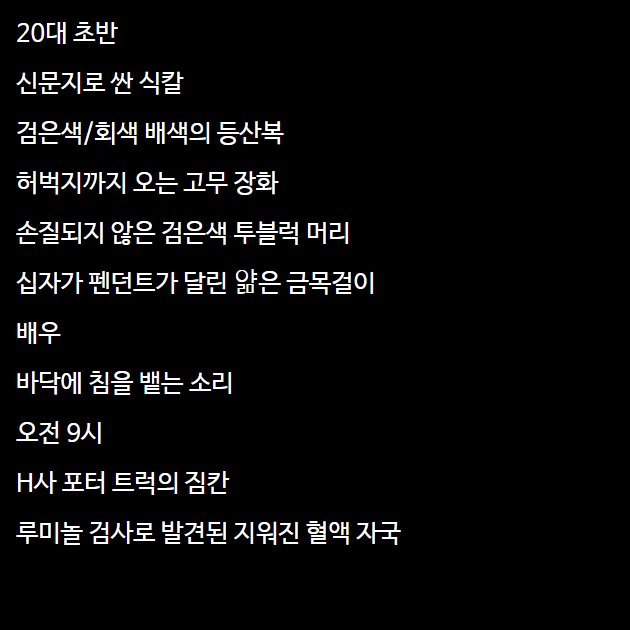 20대 초반
신문지로 싼 식칼
검은색/회색 배색의 등산복
허벅지까지 오는 고무 장화
손질되지 않은 검은색 투블럭 머리
십자가 펜던트가 달린 얇은 금목걸이
배우
바닥에 침을 뱉는 소리
오전 9시
H사 포터 트럭의 짐칸
루미놀 검사로 발견된 지워진 혈액 자국